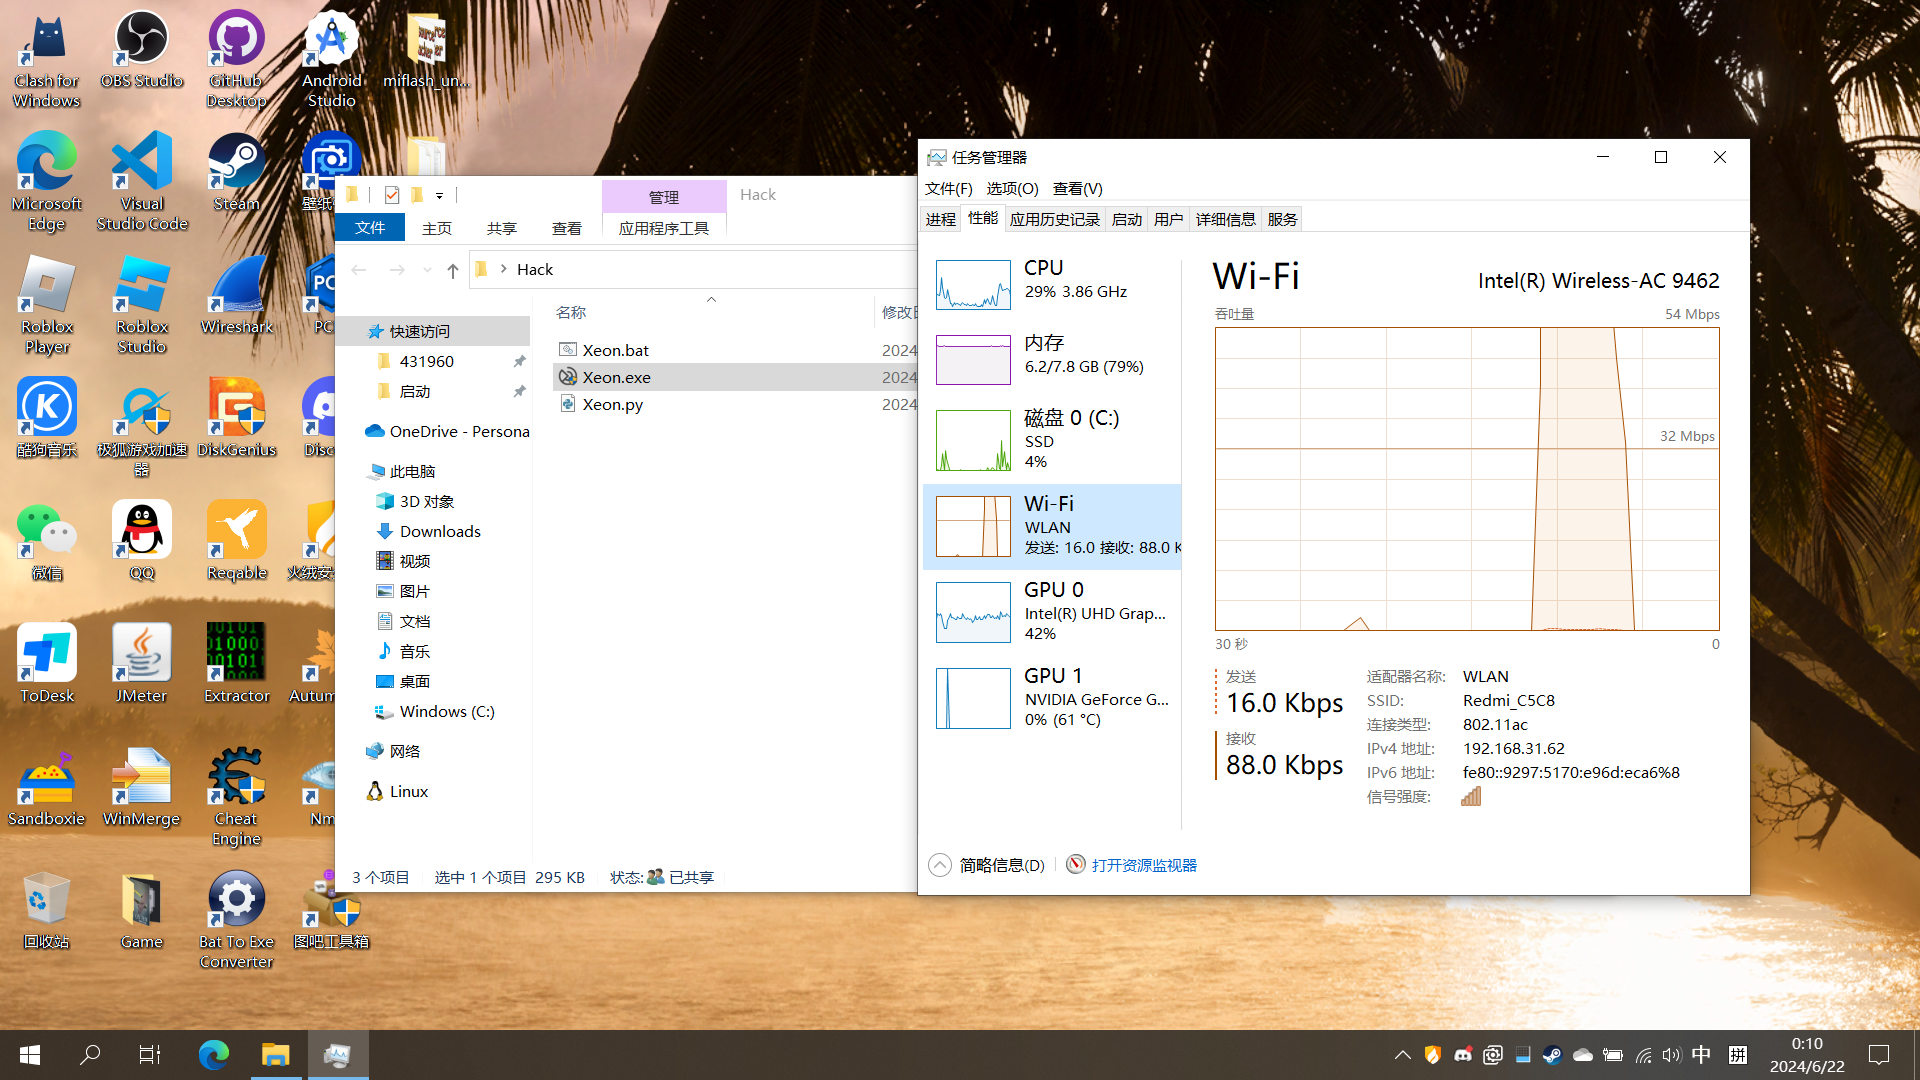 Clash for
Windows
OBS Studio
GitHub
Desktop
Android
Studio
miflash_un...
Microsoft
Edge
Visual
Studio Code
Steam
Roblox
Player
Roblox
Studio
Wireshark
酷狗音乐
极狐游戏加速
器
DiskGenius
微信
QQ
Reqable
ToDesk
JMeter
Extractor
Sandboxie
WinMerge
Cheat
Engine
回收站
Game
Bat To Exe
Converter
图吧工具箱
管理
Hack
文件
主页
共享
查看
应用程序工具
Hack
名称
Xeon.bat
2024
Xeon.exe
2024
Xeon.py
2024
快速访问
431960
启动
OneDrive - Persona
此电脑
3D 对象
Downloads
视频
图片
文档
音乐
桌面
Windows (C:)
网络
Linux
3 个项目
选中 1 个项目 295 KB
状态: 已共享
任务管理器
文件(F) 选项(O) 查看(V)
进程 性能 应用历史记录 启动 用户 详细信息 服务
CPU
29% 3.86 GHz
内存
6.2/7.8 GB (79%)
磁盘 0 (C:)
SSD
4%
Wi-Fi
WLAN
发送: 16.0 接收: 88.0 K
GPU 0
Intel(R) UHD Grap...
42%
GPU 1
NVIDIA GeForce G...
0% (61 °C)
Wi-Fi
Intel(R) Wireless-AC 9462
吞吐量
54 Mbps
32 Mbps
30 秒
0
发送
16.0 Kbps
接收
88.0 Kbps
适配器名称: WLAN
SSID: Redmi_C5C8
连接类型: 802.11ac
IPv4 地址: 192.168.31.62
IPv6 地址: fe80::9297:5170:e96d:eca6%8
信号强度:
简略信息(D)
打开资源监视器
中
拼
0:10
2024/6/22